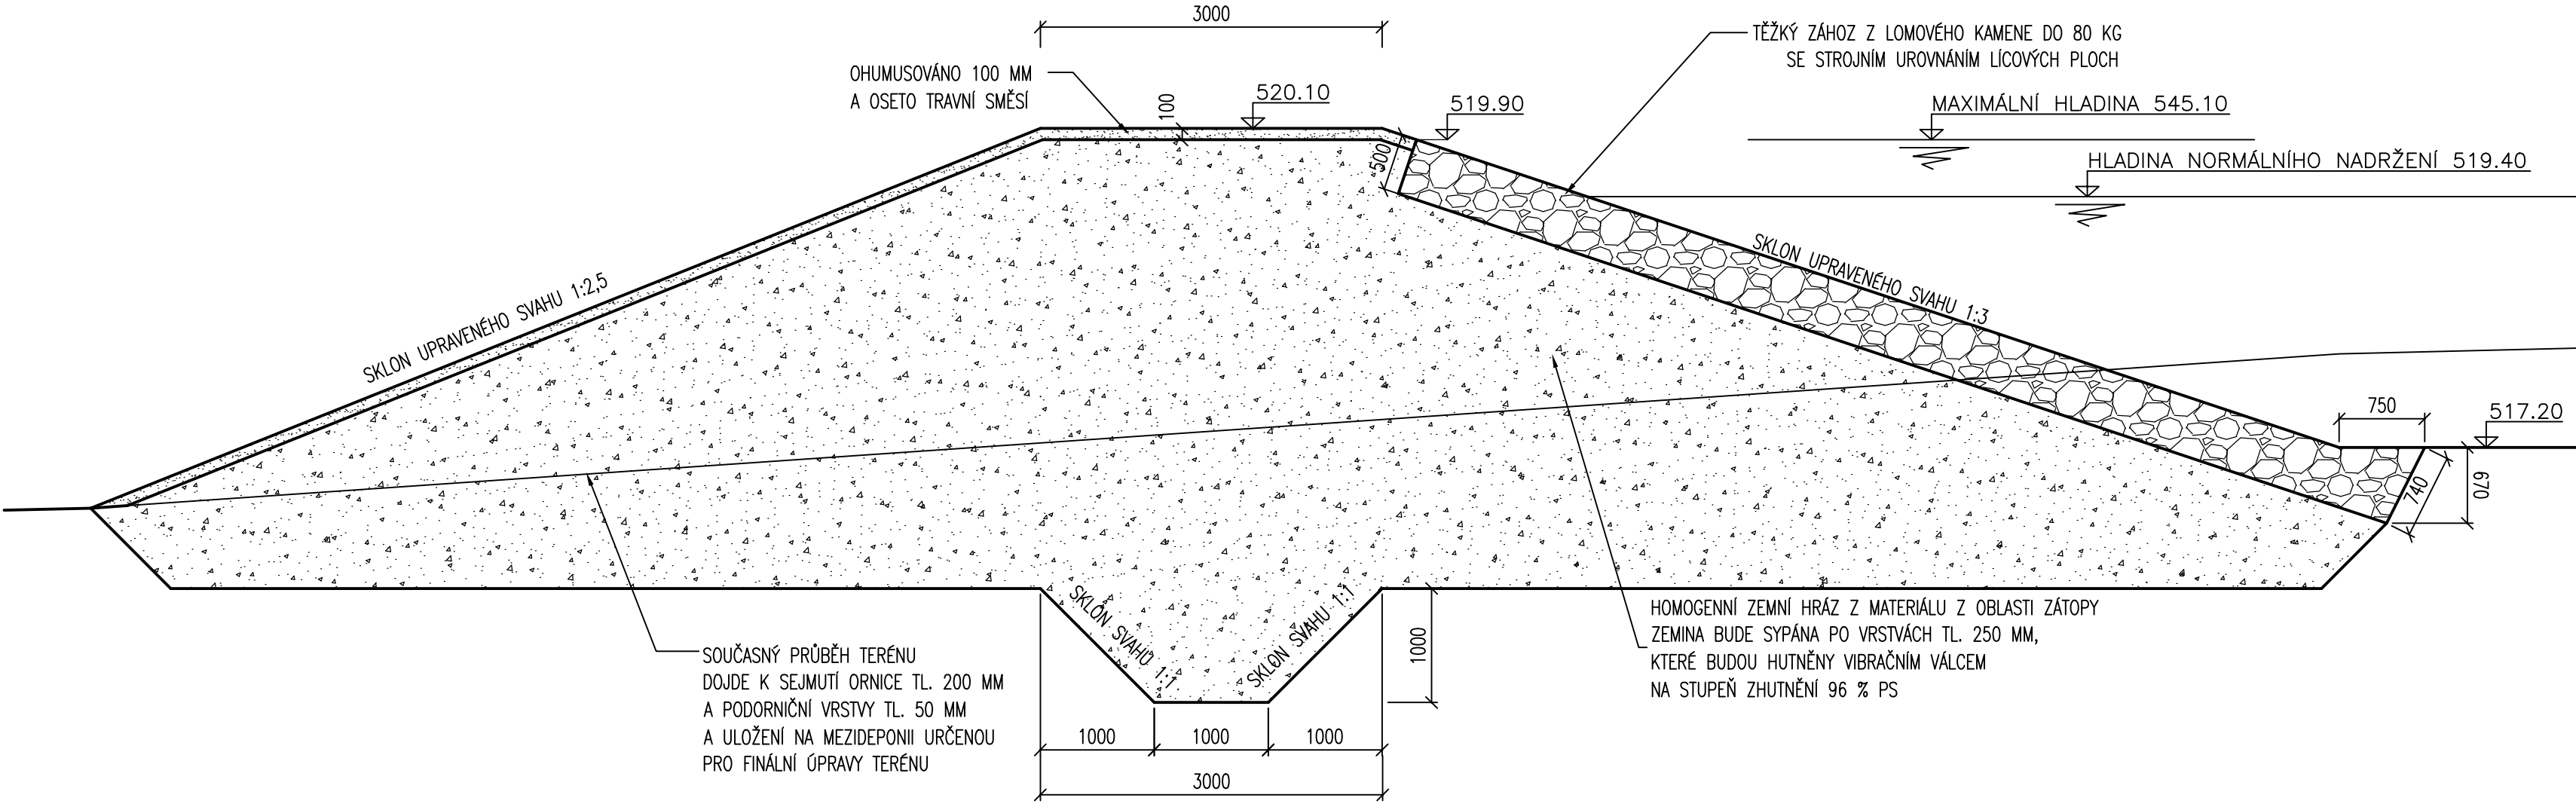 3000
TĚŽKÝ ZÁHOZ Z LOMOVÉHO KAMENE DO 80 KG
SE STROJNÍM UROVNÁNÍM LÍCOVÝCH PLOCH
OHUMUSOVÁNO 100 MM
A OSETO TRAVNÍ SMĚSÍ
100
520.10
519.90
MAXIMÁLNÍ HLADINA 545.10
500
HLADINA NORMÁLNÍHO NADRŽENÍ 519.40
SKLON UPRAVENÉHO SVAHU 1:2,5
SKLON UPRAVENÉHO SVAHU 1:3
750
517.20
740
670
SKLON SVAHU 1:1
SKLON SVAHU 1:1
1000
HOMOGENNÍ ZEMNÍ HRÁZ Z MATERIÁLU Z OBLASTI ZÁTOPY
ZEMINA BUDE SYPÁNA PO VRSTVÁCH TL. 250 MM,
KTERÉ BUDOU HUTNĚNY VIBRAČNÍM VÁLCEM
NA STUPEŇ ZHUTNĚNÍ 96 % PS
SOUČASNÝ PRŮBĚH TERÉNU
DOJDE K SEJMUTÍ ORNICE TL. 200 MM
A PODORNIČNÍ VRSTVY TL. 50 MM
A ULOŽENÍ NA MEZIDEPONII URČENOU
PRO FINÁLNÍ ÚPRAVY TERÉNU
1000 1000 1000
3000